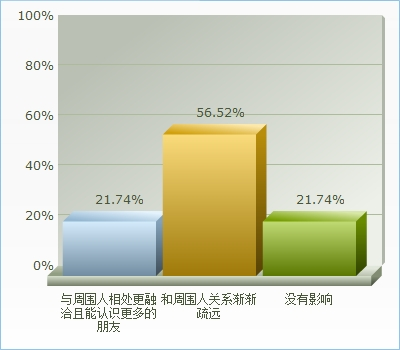 100%
80%
60%
40%
20%
0%
21.74%
56.52%
21.74%
与周围人相处更融
洽且能认识更多的
朋友
和周围人关系渐渐
疏远
没有影响